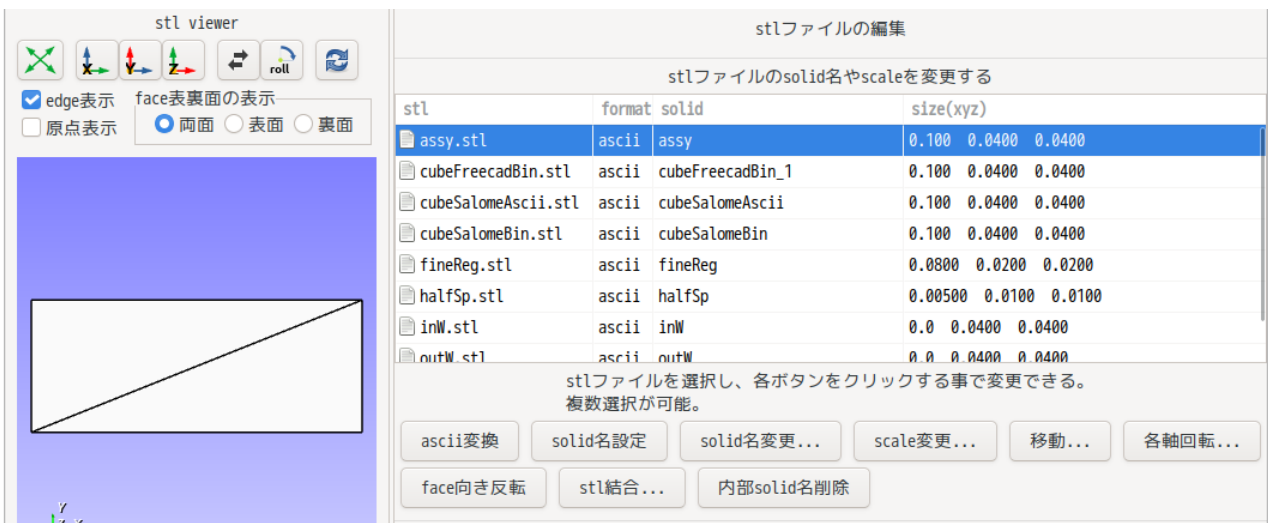 stl viewer
X Y Z roll
edge表示
原点表示
face表裏面の表示
両面 表面 裏面
Y
stlファイルの編集
stlファイルのsolid名やscaleを変更する
stl format solid size(xyz)
assy.stl ascii assy 0.100 0.0400 0.0400
cubeFreecadBin.stl ascii cubeFreecadBin_1 0.100 0.0400 0.0400
cubeSalomeAscii.stl ascii cubeSalomeAscii 0.100 0.0400 0.0400
cubeSalomeBin.stl ascii cubeSalomeBin 0.100 0.0400 0.0400
fineReg.stl ascii fineReg 0.0800 0.0200 0.0200
halfSp.stl ascii halfSp 0.00500 0.0100 0.0100
inW.stl ascii inW 0.0 0.0400 0.0400
outW.stl ascii outW 0.0 0.0400 0.0400
stlファイルを選択し、各ボタンをクリックする事で変更できる。
複数選択が可能。
ascii変換 solid名設定 solid名変更... scale変更... 移動... 各軸回転...
face向き反転 stl結合... 内部solid名削除